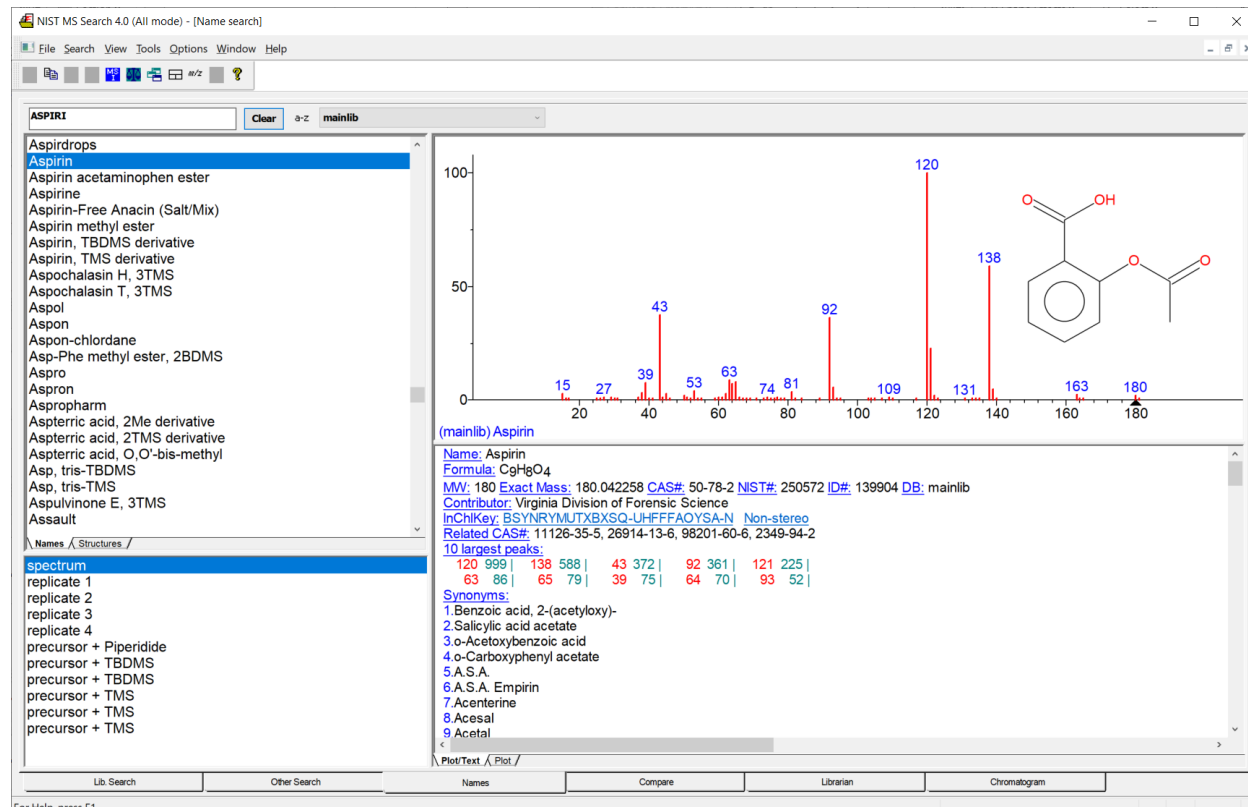 NIST MS Search 4.0 (All mode) - [Name search]
File Search View Tools Options Window Help
MS I m/z ?
ASPIRI Clear a-z mainlib
Aspirdrops
Aspirin
Aspirin acetaminophen ester
Aspirine
Aspirin-Free Anacin (Salt/Mix)
Aspirin methyl ester
Aspirin, TBDMS derivative
Aspirin, TMS derivative
Aspochalasin H, 3TMS
Aspochalasin T, 3TMS
Aspol
Aspon
Aspon-chlordane
Asp-Phe methyl ester, 2BDMS
Aspro
Aspron
Aspropharm
Aspterric acid, 2Me derivative
Aspterric acid, 2TMS derivative
Aspterric acid, O,O'-bis-methyl
Asp, tris-TBDMS
Asp, tris-TMS
Aspulvinone E, 3TMS
Assault
Names Structures
spectrum
replicate 1
replicate 2
replicate 3
replicate 4
precursor + Piperidide
precursor + TBDMS
precursor + TBDMS
precursor + TMS
precursor + TMS
precursor + TMS
100
50
0
15 27 39 43 53 63 74 81 92 109 120 131 138 163 180
O OH O O
20 40 60 80 100 120 140 160 180
(mainlib) Aspirin
Name: Aspirin
Formula: C9H8O4
MW: 180 Exact Mass: 180.042258 CAS#: 50-78-2 NIST#: 250572 ID#: 139904 DB: mainlib
Contributor: Virginia Division of Forensic Science
InChIKey: BSYNRYMUTXBXSQ-UHFFFAOYSA-N Non-stereo
Related CAS#: 11126-35-5, 26914-13-6, 98201-60-6, 2349-94-2
10 largest peaks:
120 999 | 138 588 | 43 372 | 92 361 | 121 225 |
63 86 | 65 79 | 39 75 | 64 70 | 93 52 |
Synonyms:
1.Benzoic acid, 2-(acetyloxy)-
2.Salicylic acid acetate
3.o-Acetoxybenzoic acid
4.o-Carboxyphenyl acetate
5.A.S.A.
6.A.S.A. Empirin
7.Acenterine
8.Acesal
9.Acetal
Plot/Text Plot
Lib. Search Other Search Names Compare Librarian Chromatogram
For Help, press F1